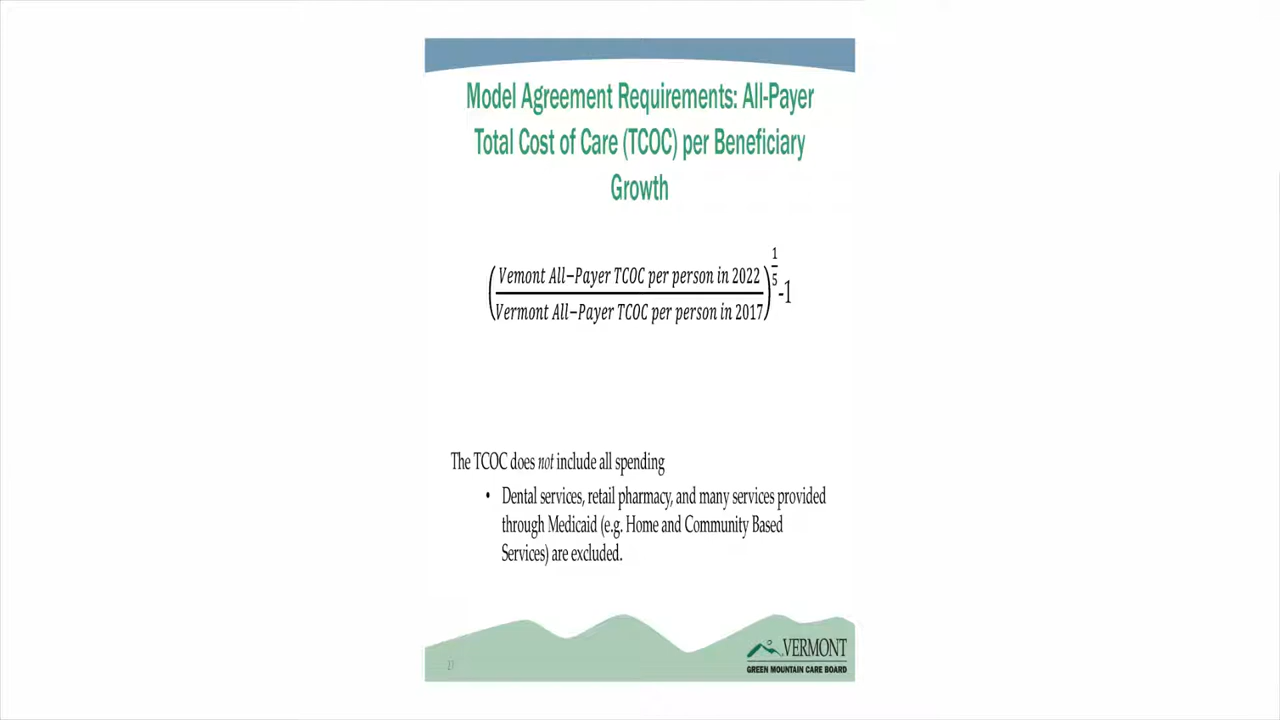 Model Agreement Requirements: All-Payer
Total Cost of Care (TCOC) per Beneficiary
Growth
(Vemont All−Payer TCOC per person in 2022
Vermont All−Payer TCOC per person in 2017)
1
5
-1
The TCOC does not include all spending
• Dental services, retail pharmacy, and many services provided
through Medicaid (e.g. Home and Community Based
Services) are excluded.
VERMONT
GREEN MOUNTAIN CARE BOARD